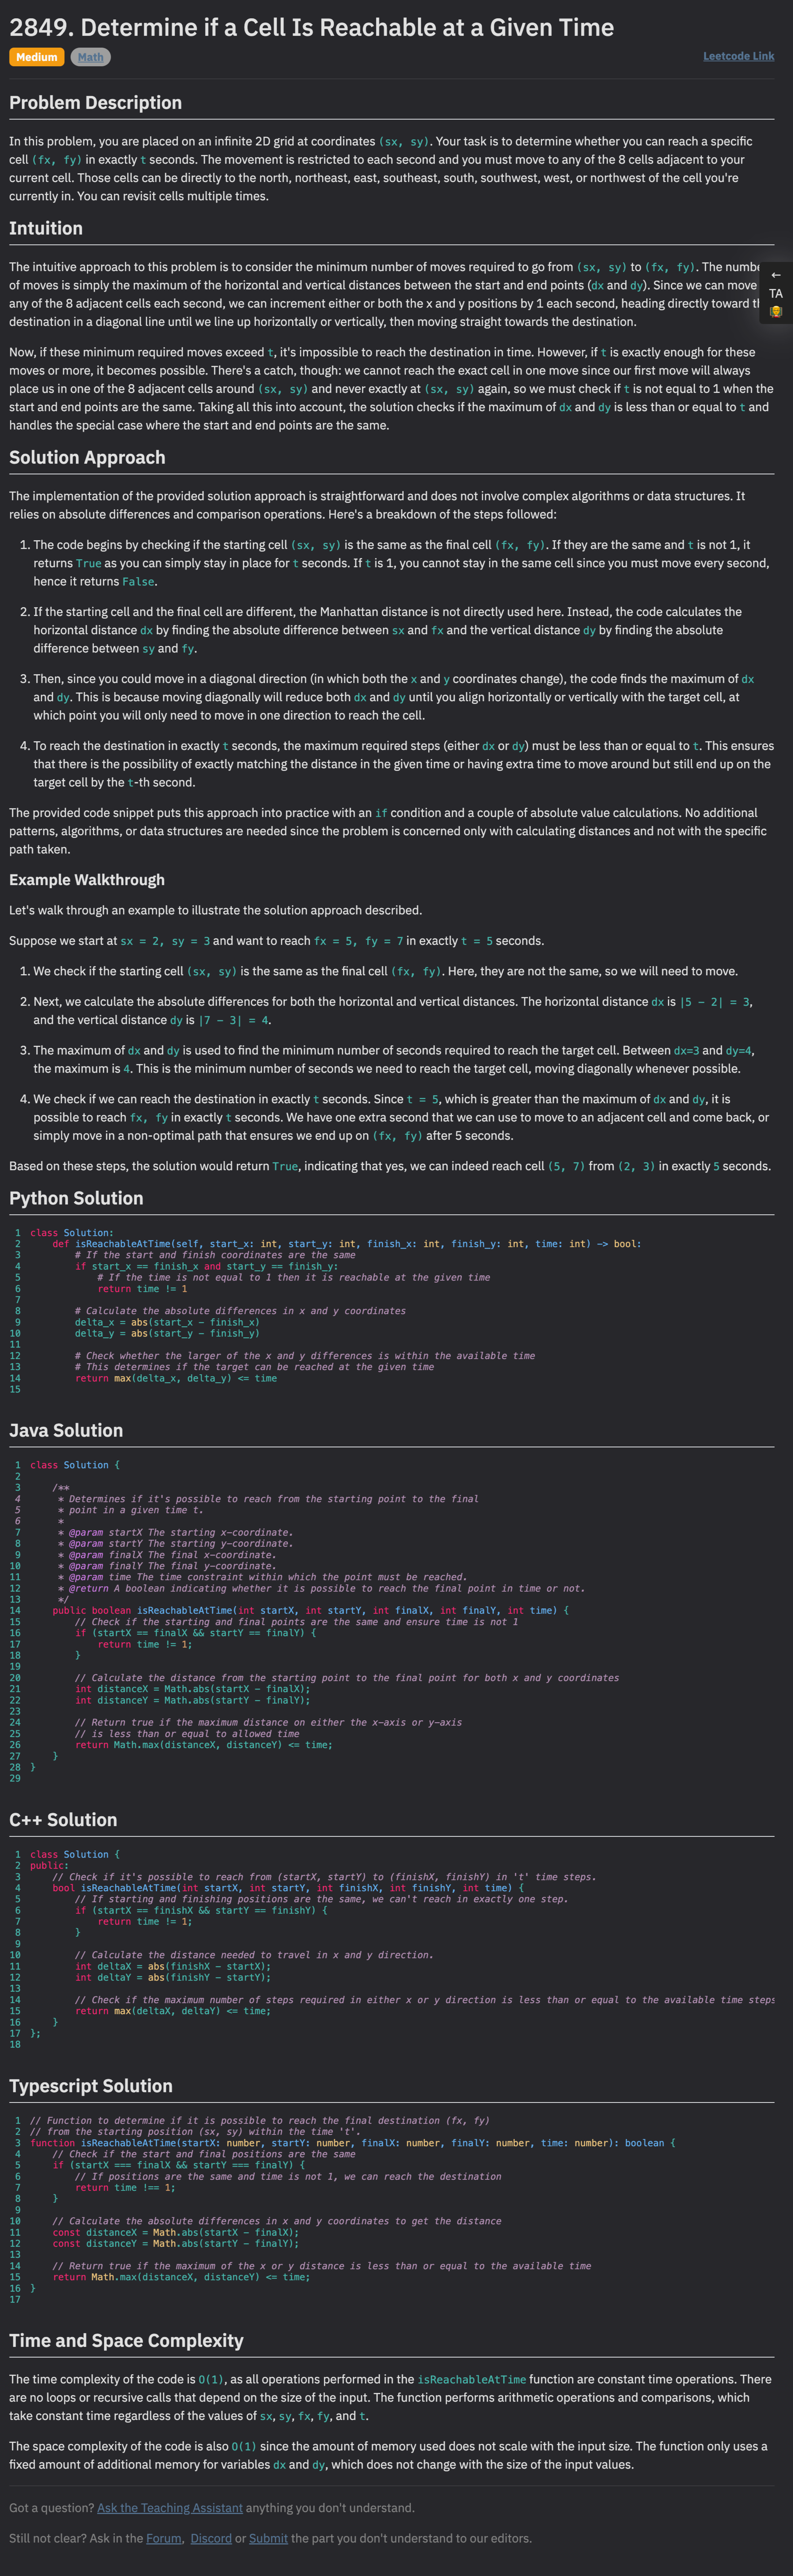 2849. Determine if a Cell Is Reachable at a Given Time
Medium Math
Leetcode Link
Problem Description
In this problem, you are placed on an infinite 2D grid at coordinates (sx, sy). Your task is to determine whether you can reach a specific
cell (fx, fy) in exactly t seconds. The movement is restricted to each second and you must move to any of the 8 cells adjacent to your
current cell. Those cells can be directly to the north, northeast, east, southeast, south, southwest, west, or northwest of the cell you're
currently in. You can revisit cells multiple times.
Intuition
The intuitive approach to this problem is to consider the minimum number of moves required to go from (sx, sy) to (fx, fy). The numbe
of moves is simply the maximum of the horizontal and vertical distances between the start and end points (dx and dy). Since we can move
any of the 8 adjacent cells each second, we can increment either or both the x and y positions by 1 each second, heading directly toward th
destination in a diagonal line until we line up horizontally or vertically, then moving straight towards the destination.
←
TA
Now, if these minimum required moves exceed t, it's impossible to reach the destination in time. However, if t is exactly enough for these
moves or more, it becomes possible. There's a catch, though: we cannot reach the exact cell in one move since our first move will always
place us in one of the 8 adjacent cells around (sx, sy) and never exactly at (sx, sy) again, so we must check if t is not equal to 1 when the
start and end points are the same. Taking all this into account, the solution checks if the maximum of dx and dy is less than or equal to t and
handles the special case where the start and end points are the same.
Solution Approach
The implementation of the provided solution approach is straightforward and does not involve complex algorithms or data structures. It
relies on absolute differences and comparison operations. Here's a breakdown of the steps followed:
1. The code begins by checking if the starting cell (sx, sy) is the same as the final cell (fx, fy). If they are the same and t is not 1, it
returns True as you can simply stay in place for t seconds. If t is 1, you cannot stay in the same cell since you must move every second,
hence it returns False.
2. If the starting cell and the final cell are different, the Manhattan distance is not directly used here. Instead, the code calculates the
horizontal distance dx by finding the absolute difference between sx and fx and the vertical distance dy by finding the absolute
difference between sy and fy.
3. Then, since you could move in a diagonal direction (in which both the x and y coordinates change), the code finds the maximum of dx
and dy. This is because moving diagonally will reduce both dx and dy until you align horizontally or vertically with the target cell, at
which point you will only need to move in one direction to reach the cell.
4. To reach the destination in exactly t seconds, the maximum required steps (either dx or dy) must be less than or equal to t. This ensures
that there is the possibility of exactly matching the distance in the given time or having extra time to move around but still end up on the
target cell by the t-th second.
The provided code snippet puts this approach into practice with an if condition and a couple of absolute value calculations. No additional
patterns, algorithms, or data structures are needed since the problem is concerned only with calculating distances and not with the specific
path taken.
Example Walkthrough
Let's walk through an example to illustrate the solution approach described.
Suppose we start at sx = 2, sy = 3 and want to reach fx = 5, fy = 7 in exactly t = 5 seconds.
1. We check if the starting cell (sx, sy) is the same as the final cell (fx, fy). Here, they are not the same, so we will need to move.
2. Next, we calculate the absolute differences for both the horizontal and vertical distances. The horizontal distance dx is |5 - 2| = 3,
and the vertical distance dy is |7 - 3| = 4.
3. The maximum of dx and dy is used to find the minimum number of seconds required to reach the target cell. Between dx=3 and dy=4,
the maximum is 4. This is the minimum number of seconds we need to reach the target cell, moving diagonally whenever possible.
4. We check if we can reach the destination in exactly t seconds. Since t = 5, which is greater than the maximum of dx and dy, it is
possible to reach fx, fy in exactly t seconds. We have one extra second that we can use to move to an adjacent cell and come back, or
simply move in a non-optimal path that ensures we end up on (fx, fy) after 5 seconds.
Based on these steps, the solution would return True, indicating that yes, we can indeed reach cell (5, 7) from (2, 3) in exactly 5 seconds.
Python Solution
1 class Solution:
2     def isReachableAtTime(self, start_x: int, start_y: int, finish_x: int, finish_y: int, time: int) -> bool:
3         # If the start and finish coordinates are the same
4         if start_x == finish_x and start_y == finish_y:
5             # If the time is not equal to 1 then it is reachable at the given time
6             return time != 1
7
8         # Calculate the absolute differences in x and y coordinates
9         delta_x = abs(start_x - finish_x)
10         delta_y = abs(start_y - finish_y)
11
12         # Check whether the larger of the x and y differences is within the available time
13         # This determines if the target can be reached at the given time
14         return max(delta_x, delta_y) <= time
15
Java Solution
1 class Solution {
2
3     /**
4      * Determines if it's possible to reach from the starting point to the final
5      * point in a given time t.
6      *
7      * @param startX The starting x-coordinate.
8      * @param startY The starting y-coordinate.
9      * @param finalX The final x-coordinate.
10      * @param finalY The final y-coordinate.
11      * @param time The time constraint within which the point must be reached.
12      * @return A boolean indicating whether it is possible to reach the final point in time or not.
13      */
14     public boolean isReachableAtTime(int startX, int startY, int finalX, int finalY, int time) {
15         // Check if the starting and final points are the same and ensure time is not 1
16         if (startX == finalX && startY == finalY) {
17             return time != 1;
18         }
19
20         // Calculate the distance from the starting point to the final point for both x and y coordinates
21         int distanceX = Math.abs(startX - finalX);
22         int distanceY = Math.abs(startY - finalY);
23
24         // Return true if the maximum distance on either the x-axis or y-axis
25         // is less than or equal to allowed time
26         return Math.max(distanceX, distanceY) <= time;
27     }
28 }
29
C++ Solution
1 class Solution {
2 public:
3     // Check if it's possible to reach from (startX, startY) to (finishX, finishY) in 't' time steps.
4     bool isReachableAtTime(int startX, int startY, int finishX, int finishY, int time) {
5         // If starting and finishing positions are the same, we can't reach in exactly one step.
6         if (startX == finishX && startY == finishY) {
7             return time != 1;
8         }
9
10         // Calculate the distance needed to travel in x and y direction.
11         int deltaX = abs(finishX - startX);
12         int deltaY = abs(finishY - startY);
13
14         // Check if the maximum number of steps required in either x or y direction is less than or equal to the available time steps
15         return max(deltaX, deltaY) <= time;
16     }
17 };
18
Typescript Solution
1 // Function to determine if it is possible to reach the final destination (fx, fy)
2 // from the starting position (sx, sy) within the time 't'.
3 function isReachableAtTime(startX: number, startY: number, finalX: number, finalY: number, time: number): boolean {
4     // Check if the start and final positions are the same
5     if (startX === finalX && startY === finalY) {
6         // If positions are the same and time is not 1, we can reach the destination
7         return time !== 1;
8     }
9
10     // Calculate the absolute differences in x and y coordinates to get the distance
11     const distanceX = Math.abs(startX - finalX);
12     const distanceY = Math.abs(startY - finalY);
13
14     // Return true if the maximum of the x or y distance is less than or equal to the available time
15     return Math.max(distanceX, distanceY) <= time;
16 }
17
Time and Space Complexity
The time complexity of the code is O(1), as all operations performed in the isReachableAtTime function are constant time operations. There
are no loops or recursive calls that depend on the size of the input. The function performs arithmetic operations and comparisons, which
take constant time regardless of the values of sx, sy, fx, fy, and t.
The space complexity of the code is also O(1) since the amount of memory used does not scale with the input size. The function only uses a
fixed amount of additional memory for variables dx and dy, which does not change with the size of the input values.
Got a question? Ask the Teaching Assistant anything you don't understand.
Still not clear? Ask in the Forum, Discord or Submit the part you don't understand to our editors.